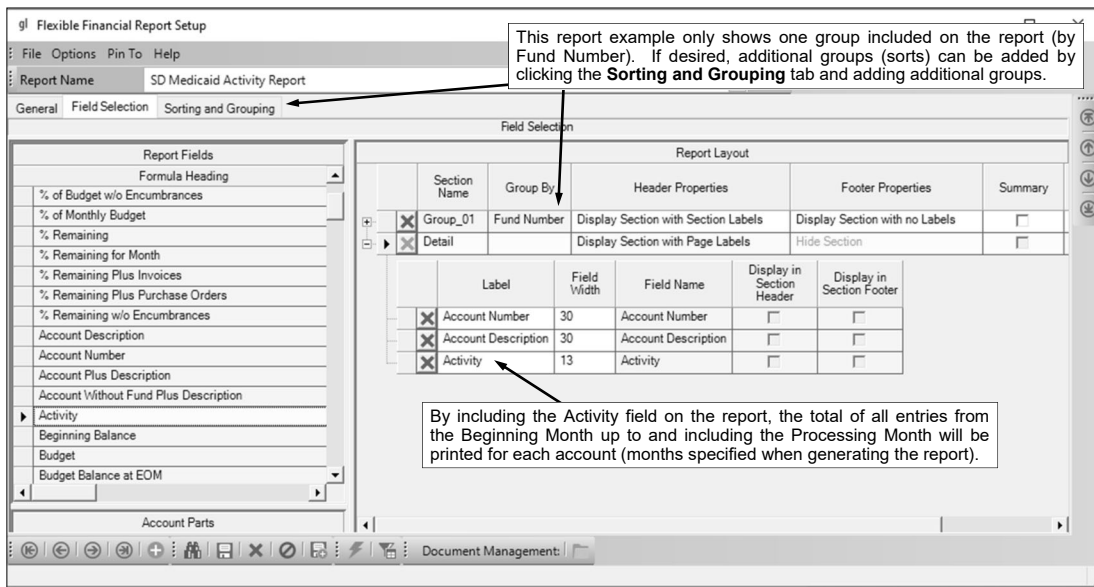 gl Flexible Financial Report Setup
This report example only shows one group included on the report (by
Fund Number). If desired, additional groups (sorts) can be added by
clicking the Sorting and Grouping tab and adding additional groups.
File Options Pin To Help
Report Name SD Medicaid Activity Report
General Field Selection Sorting and Grouping
Field Selection
Report Fields
Formula Heading
% of Budget w/o Encumbrances
% of Monthly Budget
% Remaining
% Remaining for Month
% Remaining Plus Invoices
% Remaining Plus Purchase Orders
% Remaining w/o Encumbrances
Account Description
Account Number
Account Plus Description
Account Without Fund Plus Description
Activity
Beginning Balance
Budget
Budget Balance at EOM
Account Parts
Report Layout
Section Name Group By Header Properties Footer Properties Summary
Group_01 Fund Number Display Section with Section Labels Display Section with no Labels
Detail Display Section with Page Labels Hide Section
Label Field Width Field Name Display in Section Header Display in Section Footer
Account Number 30 Account Number
Account Description 30 Account Description
Activity 13 Activity
By including the Activity field on the report, the total of all entries from
the Beginning Month up to and including the Processing Month will be
printed for each account (months specified when generating the report).
Document Management: